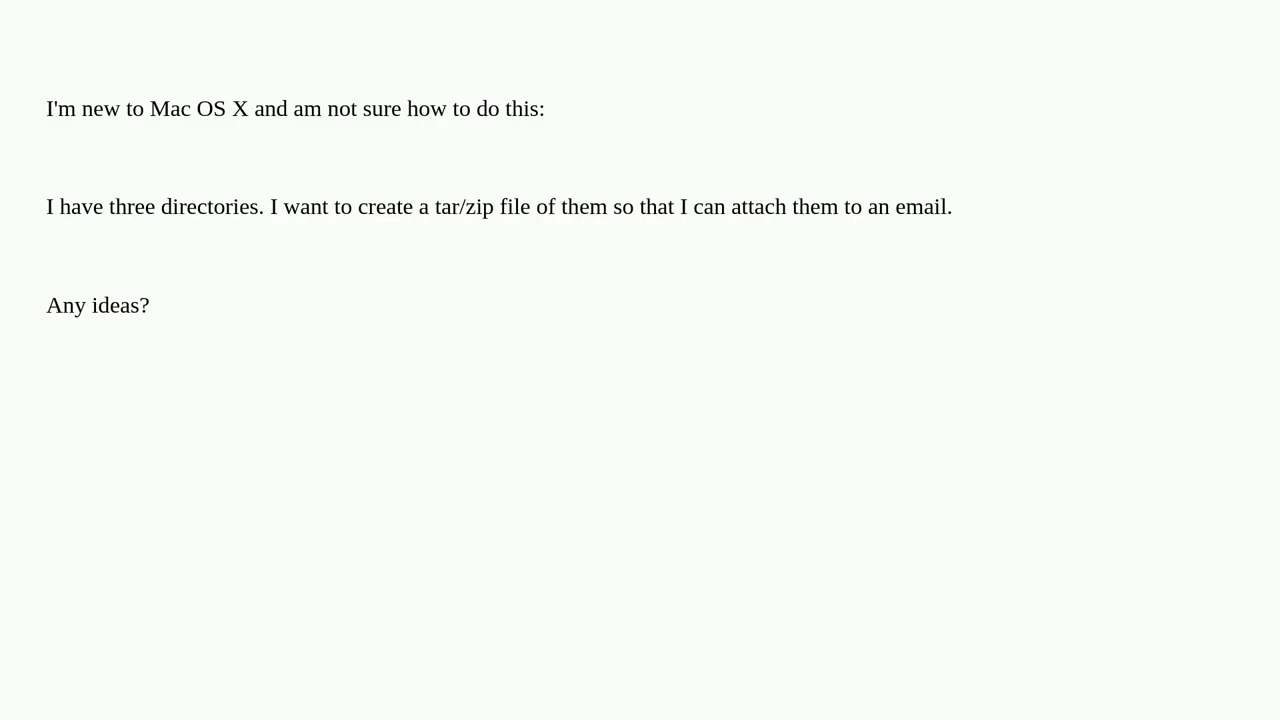 I'm new to Mac OS X and am not sure how to do this:
I have three directories. I want to create a tar/zip file of them so that I can attach them to an email.
Any ideas?